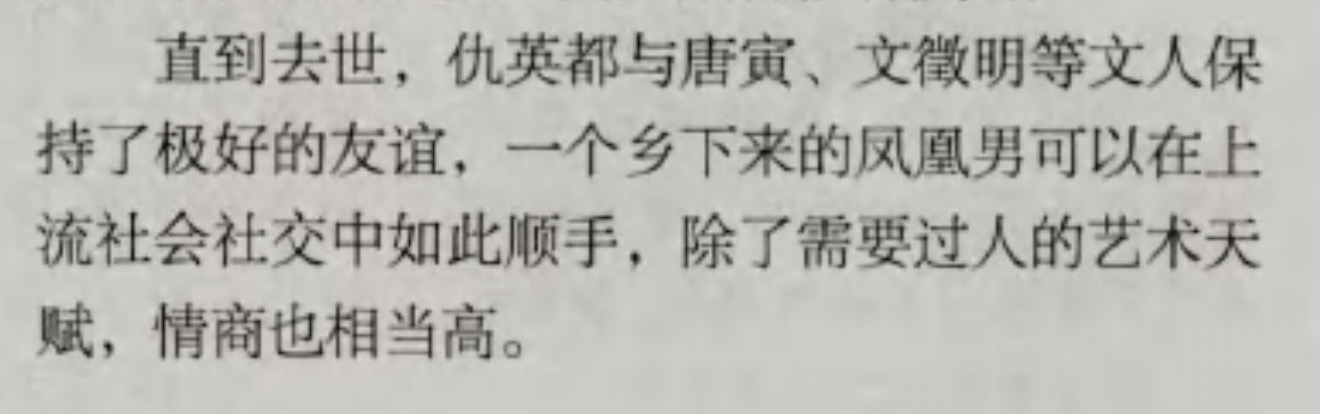 直到去世，仇英都与唐寅、文徵明等文人保
持了极好的友谊，一个乡下来的凤凰男可以在上
流社会社交中如此顺手，除了需要过人的艺术天
赋，情商也相当高。